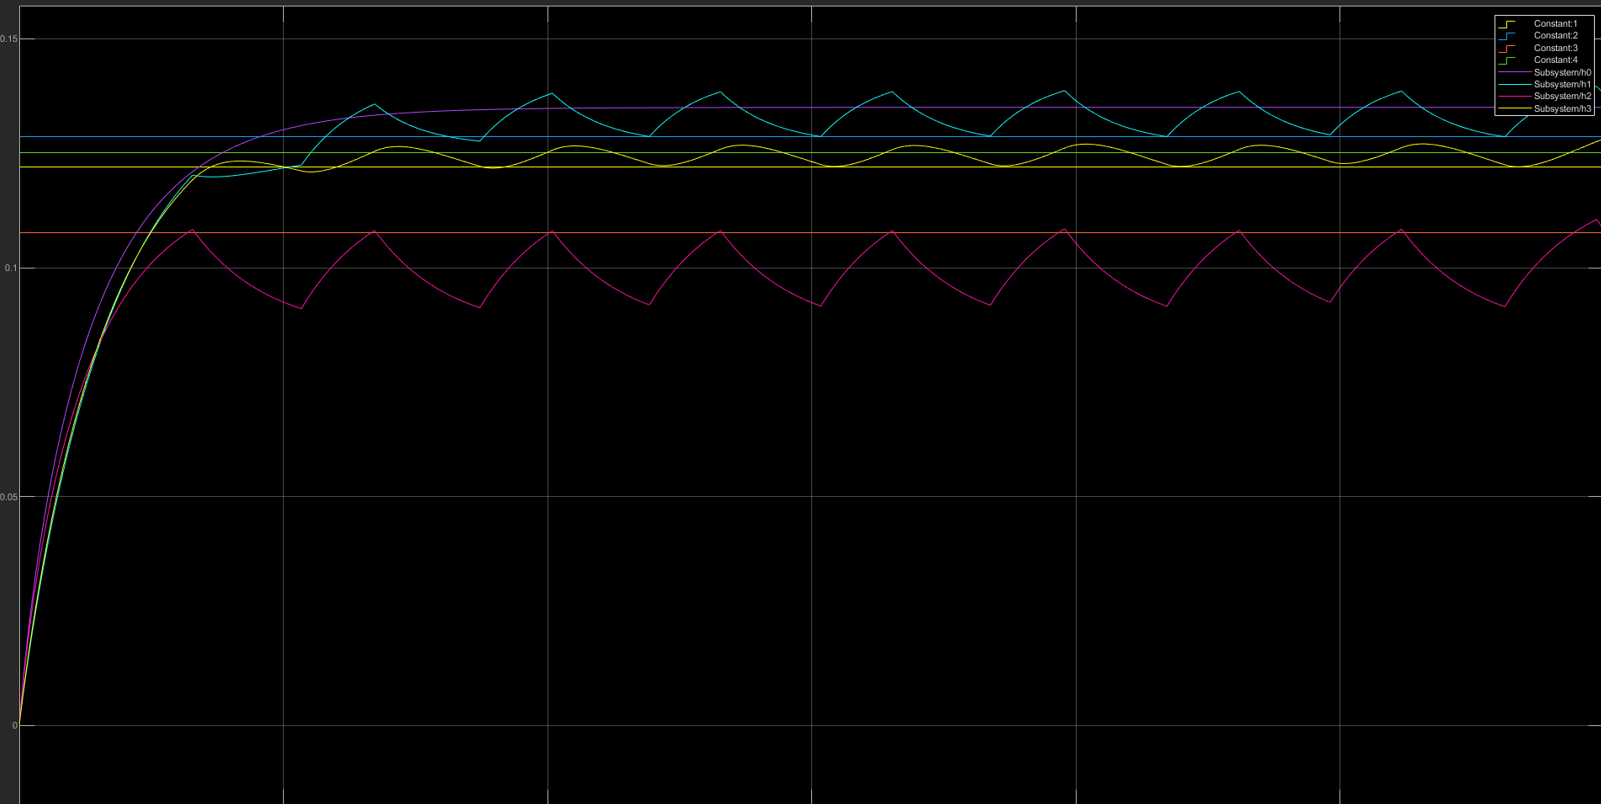 0.15
0.1
0.05
0
Constant:1
Constant:2
Constant:3
Constant:4
Subsystem/h0
Subsystem/h1
Subsystem/h2
Subsystem/h3